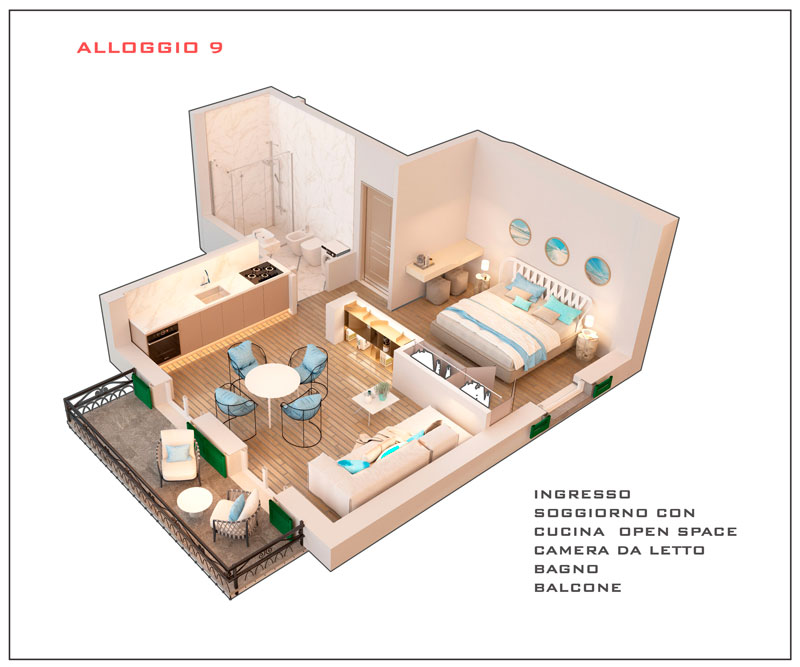 ALLOGGIO 9
INGRESSO
SOGGIORNO CON
CUCINA OPEN SPACE
CAMERA DA LETTO
BAGNO
BALCONE